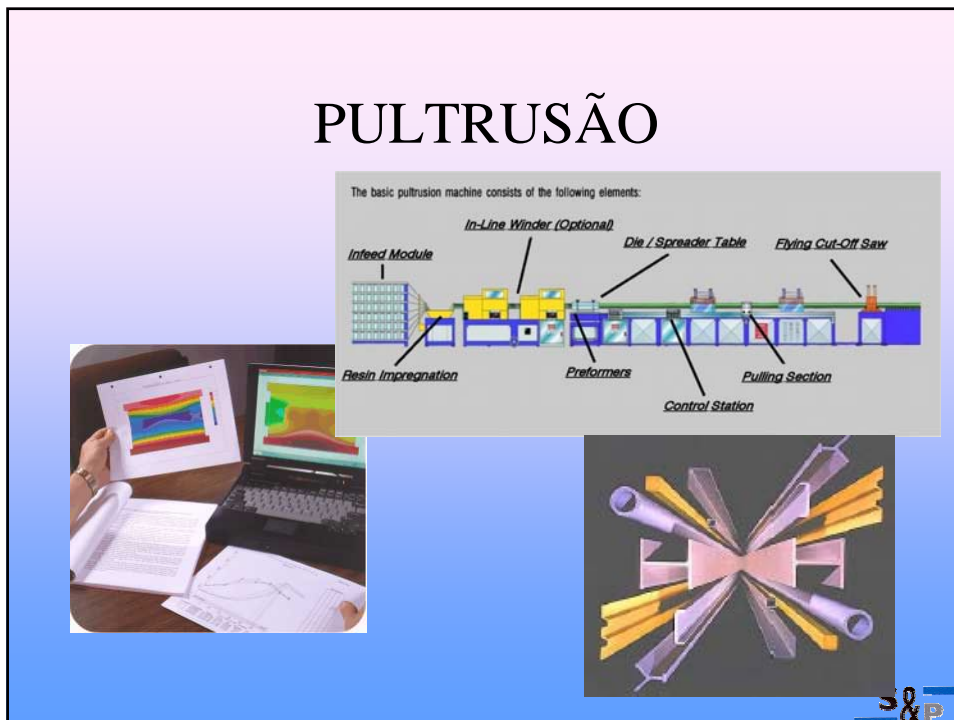 PULTRUSÃO
The basic pultrusion machine consists of the following elements:
In-Line Winder (Optional)
Die / Spreader Table
Flying Cut-Off Saw
Infeed Module
Resin Impregnation
Preformers
Pulling Section
Control Station
S&P